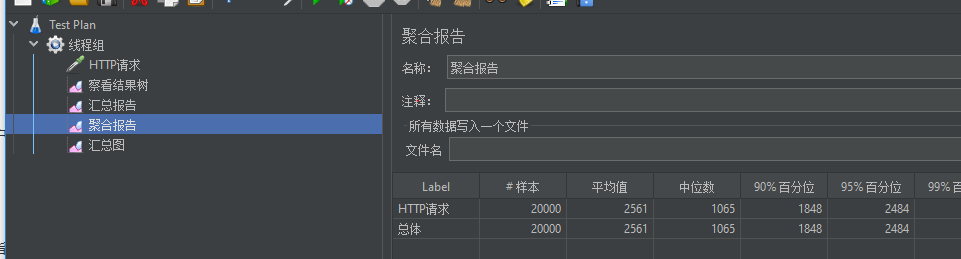 Test Plan
线程组
HTTP请求
察看结果树
汇总报告
聚合报告
汇总图
聚合报告
名称： 聚合报告
注释：
所有数据写入一个文件
文件名
Label # 样本 平均值 中位数 90% 百分位 95% 百分位 99% 百
HTTP请求 20000 2561 1065 1848 2484
总体 20000 2561 1065 1848 2484